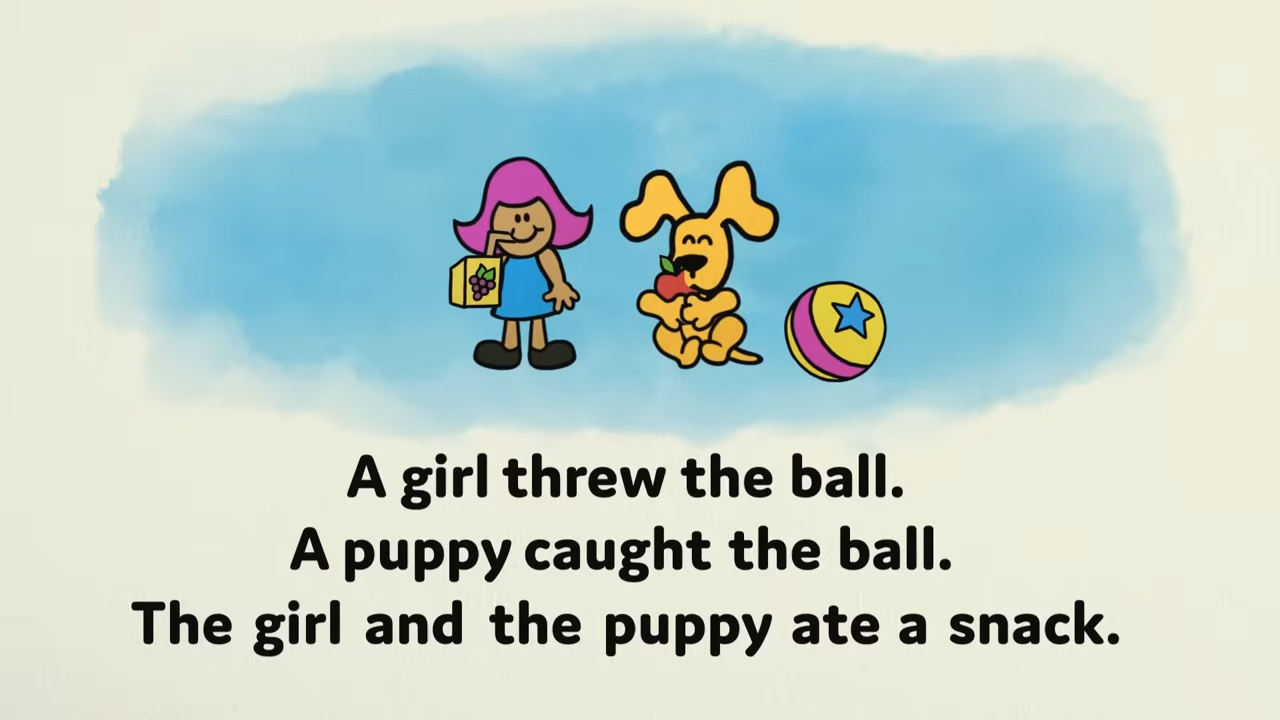 A girl threw the ball.
A puppy caught the ball.
The girl and the puppy ate a snack.